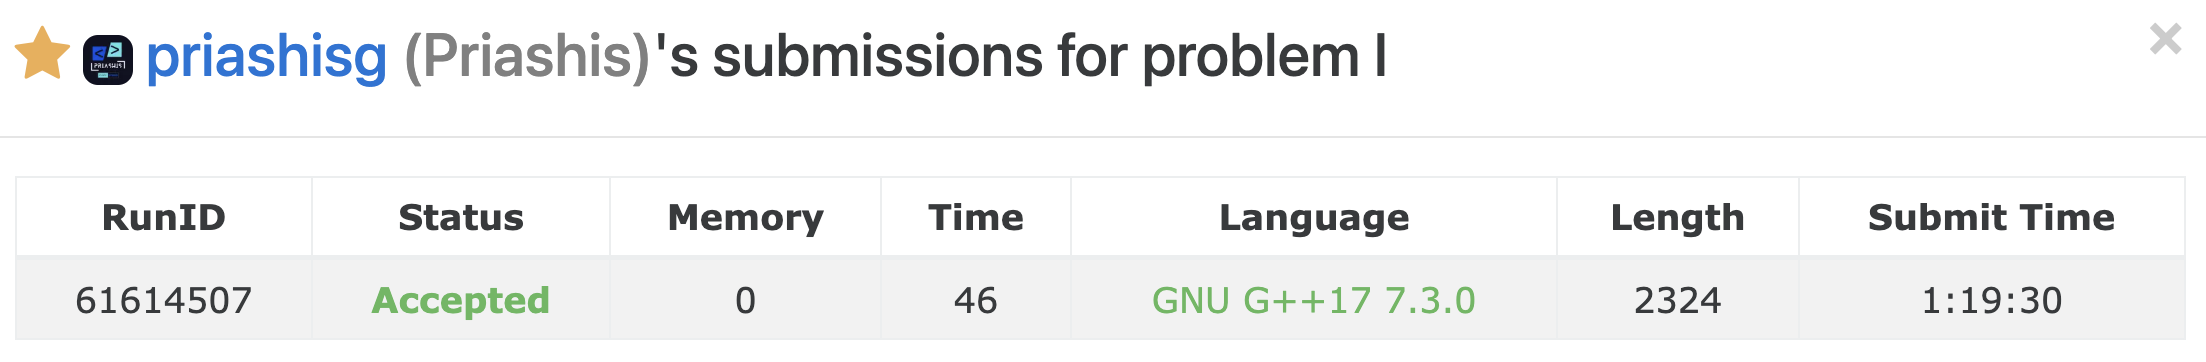 priashisg (Priashis)'s submissions for problem I
RunID Status Memory Time Language Length Submit Time
61614507 Accepted 0 46 GNU G++17 7.3.0 2324 1:19:30